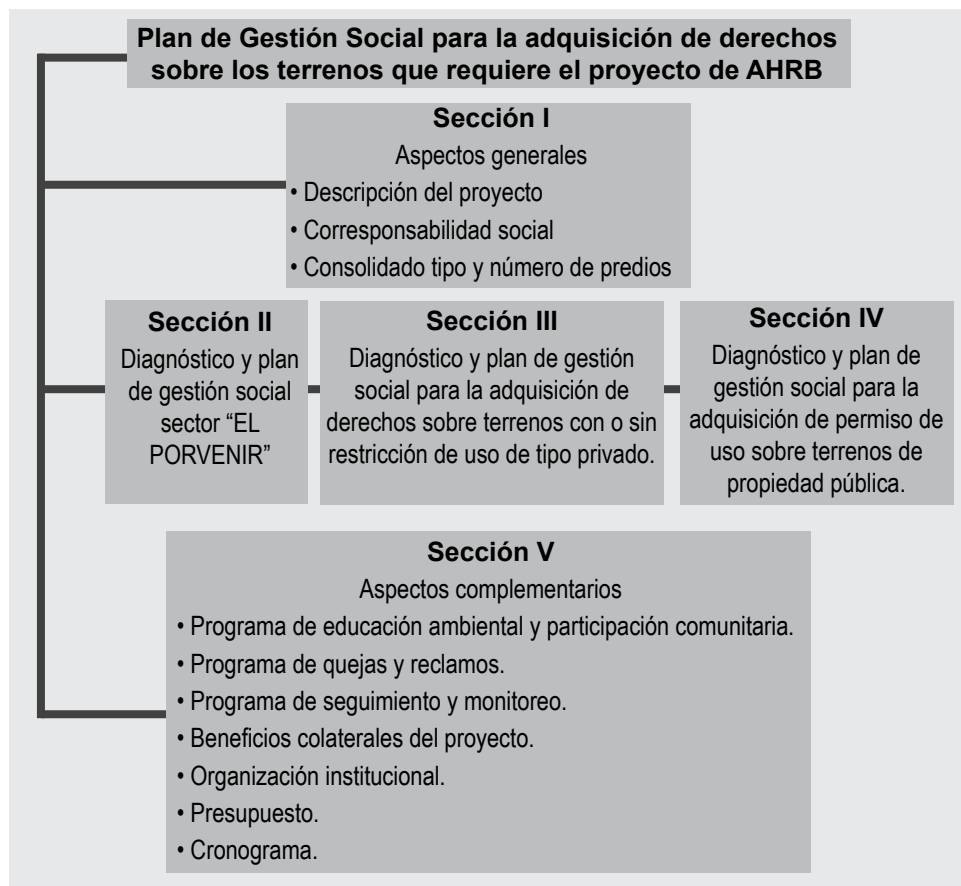 Plan de Gestión Social para la adquisición de derechos
sobre los terrenos que requiere el proyecto de AHRB
Sección I
Aspectos generales
• Descripción del proyecto
• Corresponsabilidad social
• Consolidado tipo y número de predios
Sección II
Diagnóstico y plan
de gestión social
sector “EL
PORVENIR”
Sección III
Diagnóstico y plan de gestión
social para la adquisición de
derechos sobre terrenos con o sin
restricción de uso de tipo privado.
Sección IV
Diagnóstico y plan de
gestión social para la
adquisición de permiso de
uso sobre terrenos de
propiedad pública.
Sección V
Aspectos complementarios
• Programa de educación ambiental y participación comunitaria.
• Programa de quejas y reclamos.
• Programa de seguimiento y monitoreo.
• Beneficios colaterales del proyecto.
• Organización institucional.
• Presupuesto.
• Cronograma.